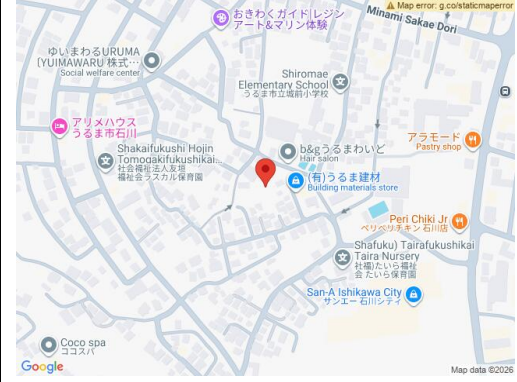 Map error: g.co/staticmaperror
Minami Sakae Dori
おきわくガイド|レジン
アート&マリン体験
ゆいまわるURUMA
(YUIMAWARU 株式…
Social welfare center
Shiromae
Elementary School
うるま市立城前小学校
アリメハウス
うるま市石川
Shakaifukushi Hojin
Tomogakifukushikai...
社会福祉法人友垣
福祉会うスカル保育園
b&gうるまわいど
Hair salon
アラモード
Pastry shop
(有)うるま建材
Building materials store
Peri Chiki Jr
ペリペリチキン 石川店
Shafuku) Tairafukushikai
Taira Nursery
社福)たいら福祉
会 たいら保育園
San-A Ishikawa City
サンエー 石川シティ
Coco spa
ココスパ
Google
Map data ©2026